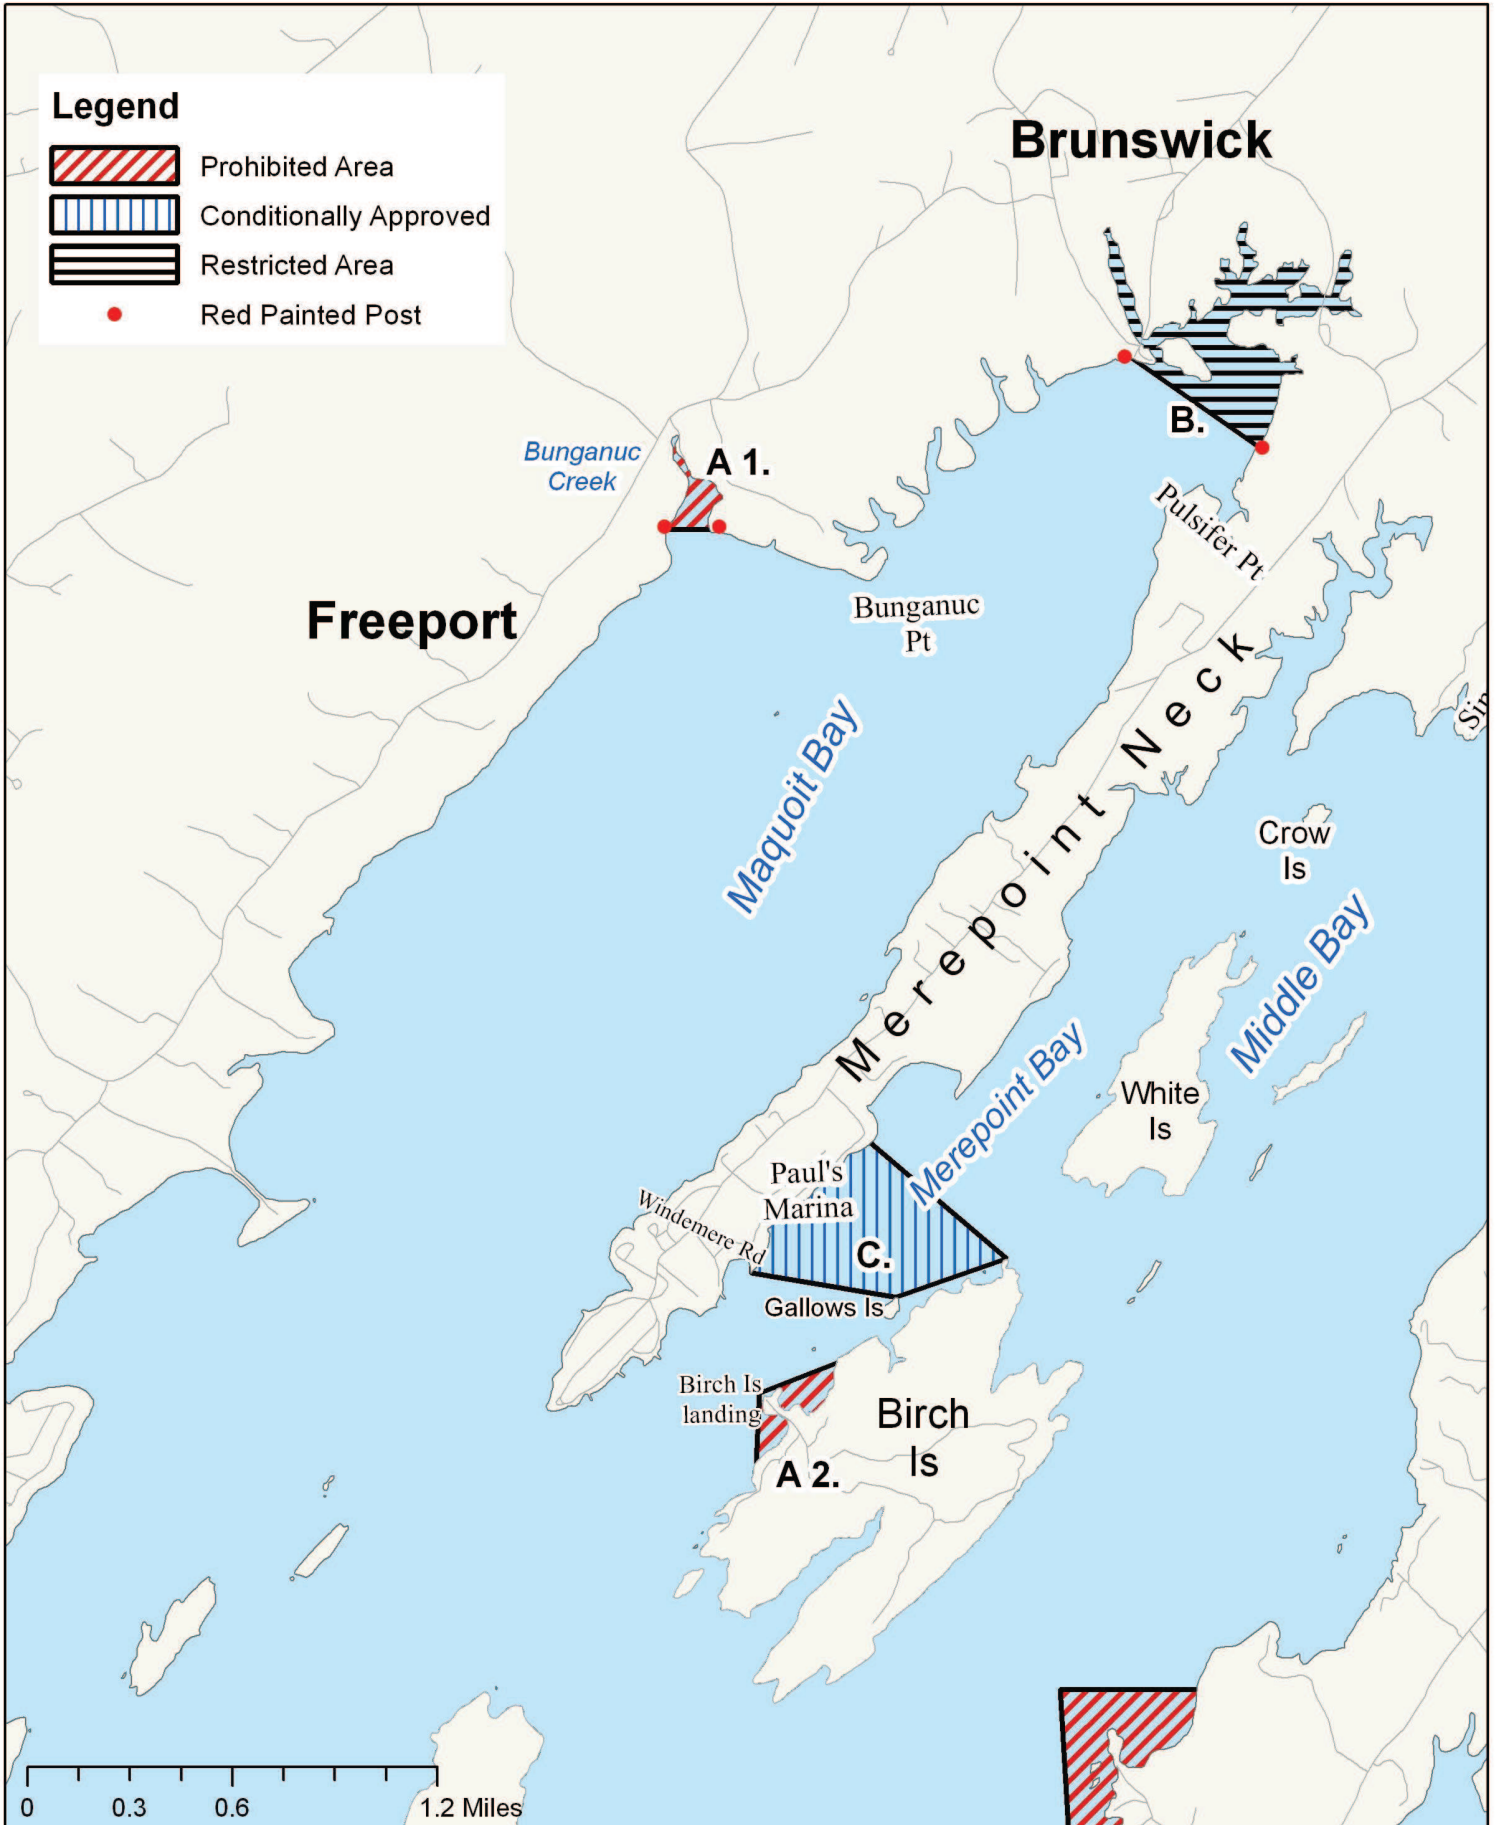 Legend
Prohibited Area
Conditionally Approved
Restricted Area
Red Painted Post
Brunswick
B.
Bunganuc
Creek
A 1.
Pulsifer Pt
Freeport
Bunganuc
Pt
Merepoint Neck
Sin
Maquoit Bay
Crow
Is
Middle Bay
Merepoint Bay
White
Is
Paul's
Marina
Windemere Rd
C.
Gallows Is
Birch Is
landing
Birch
Is
A 2.
0 0.3 0.6 1.2 Miles